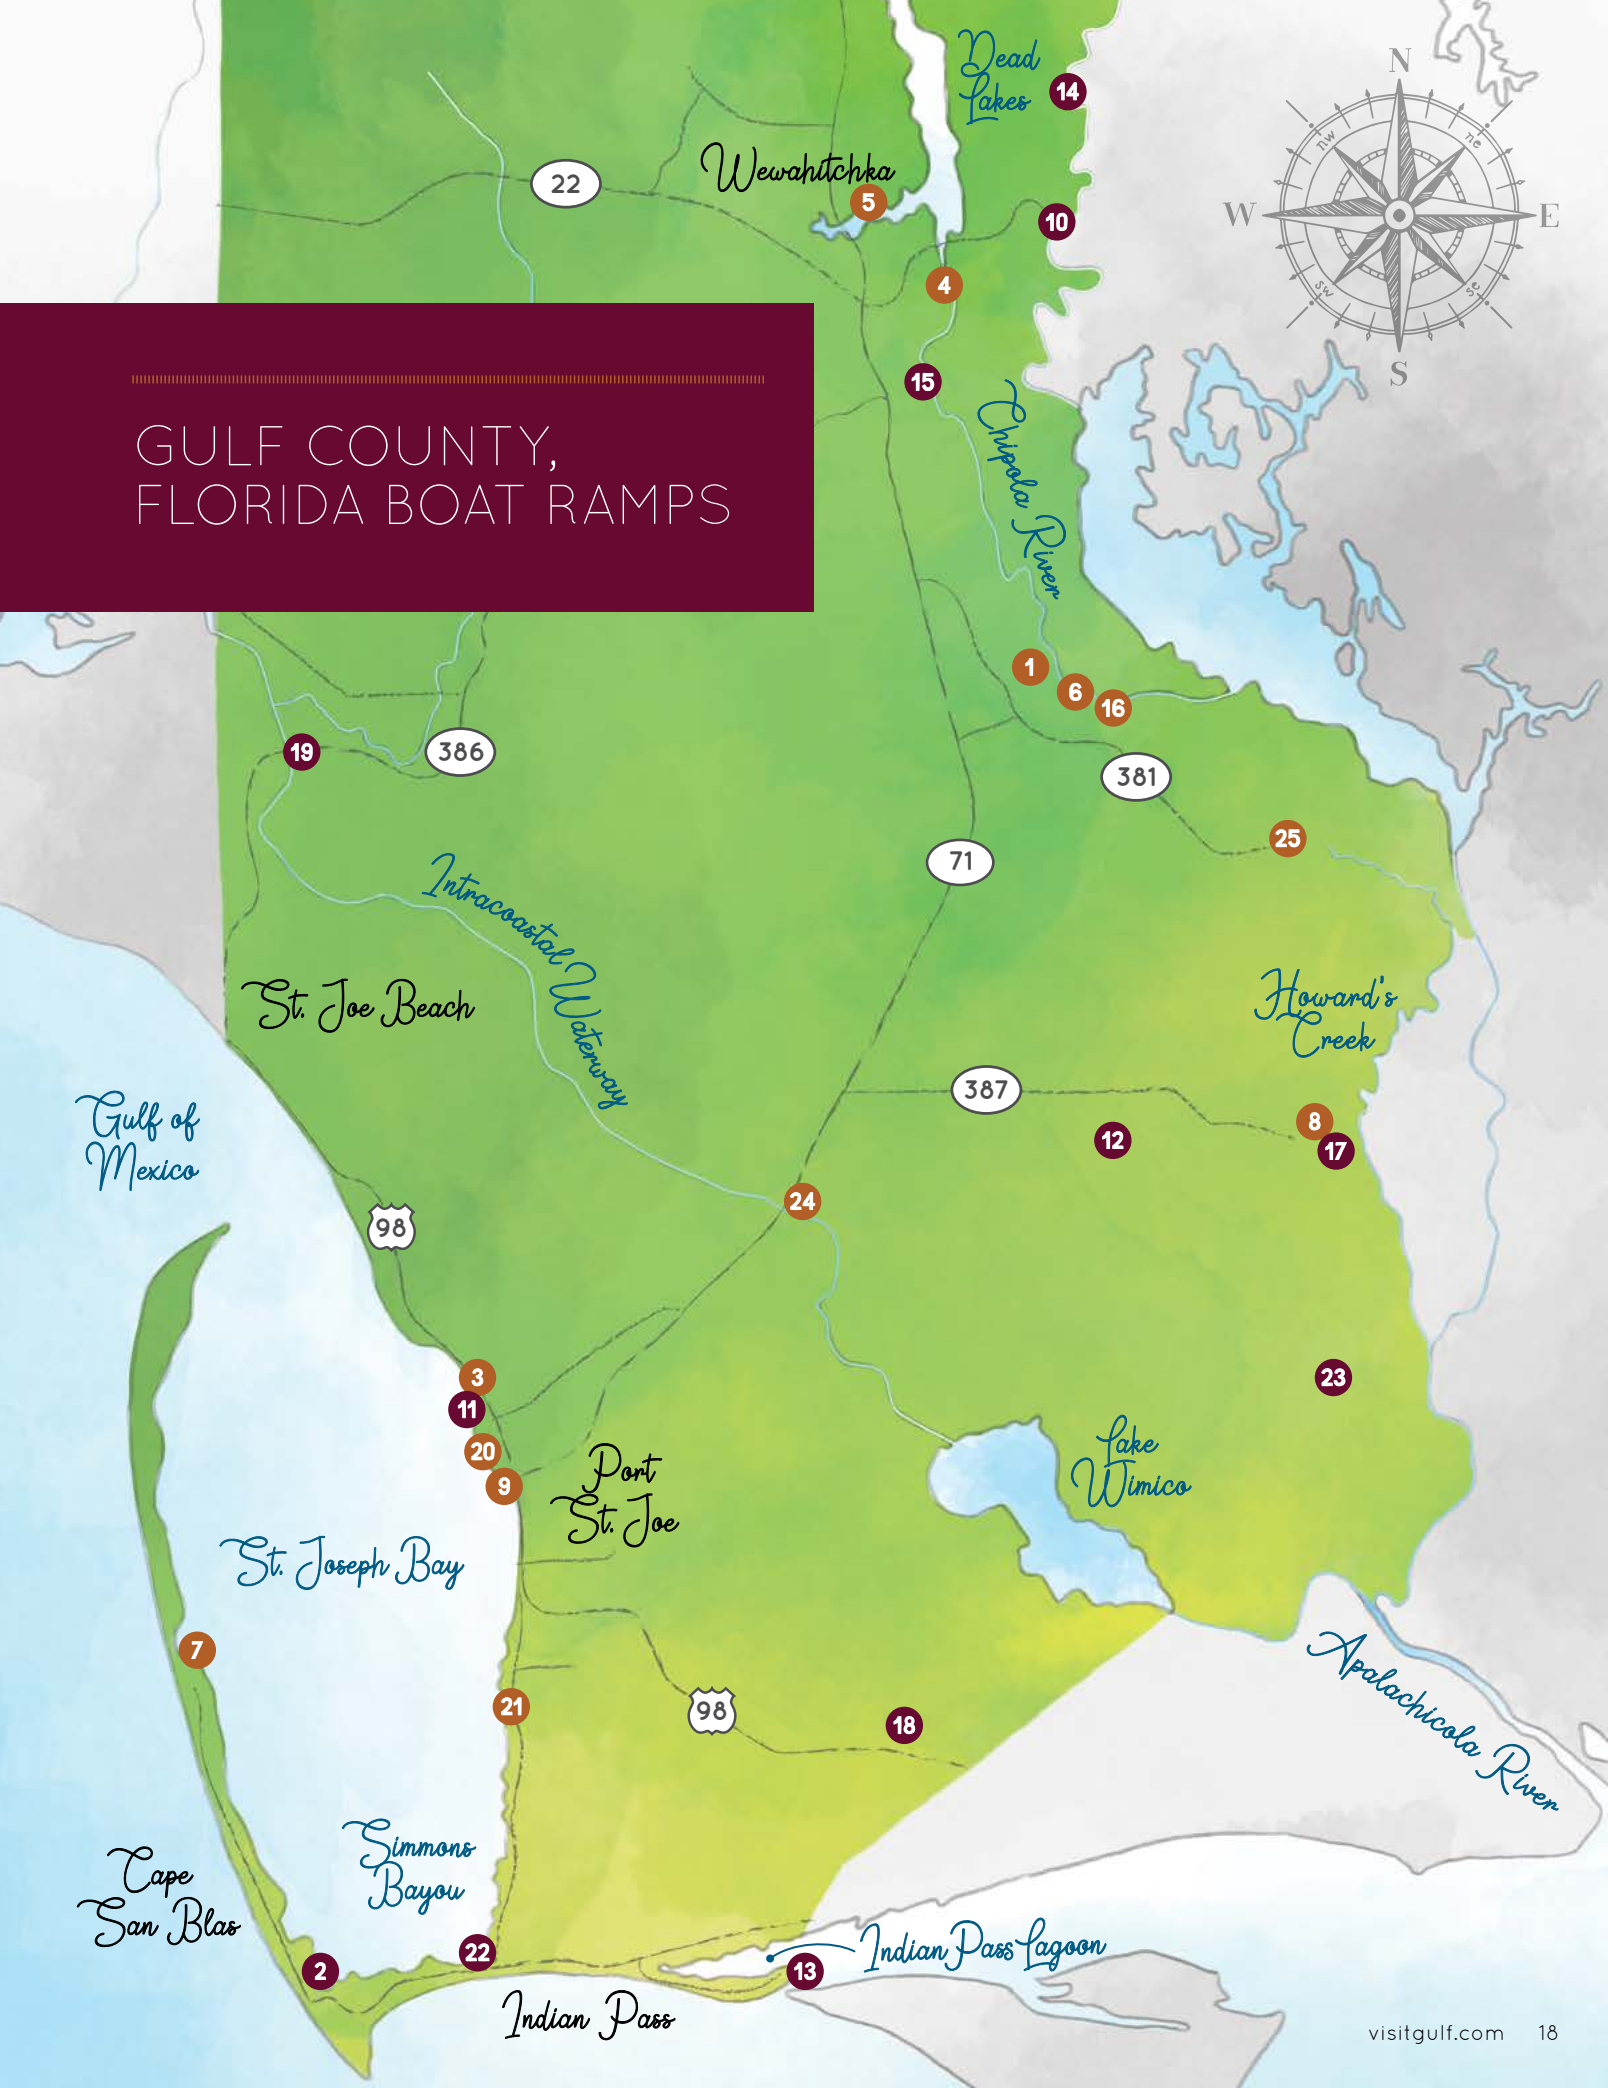 Dead
Lakes
14
N
nw
ne
W
E
sw
se
S
Wewahitchka
22
5
10
4
15
GULF COUNTY,
FLORIDA BOAT RAMPS
Chipola River
1
6
16
19
386
381
25
71
Intracoastal Waterway
St. Joe Beach
Howard's
Creek
387
Gulf of
Mexico
12
8
17
24
98
3
11
23
20
9
Port
St. Joe
Lake
Wimico
St. Joseph Bay
7
21
98
18
Apalachicola River
Simmons
Bayou
Cape
San Blas
22
2
13
Indian Pass Lagoon
Indian Pass
visitgulf.com 18